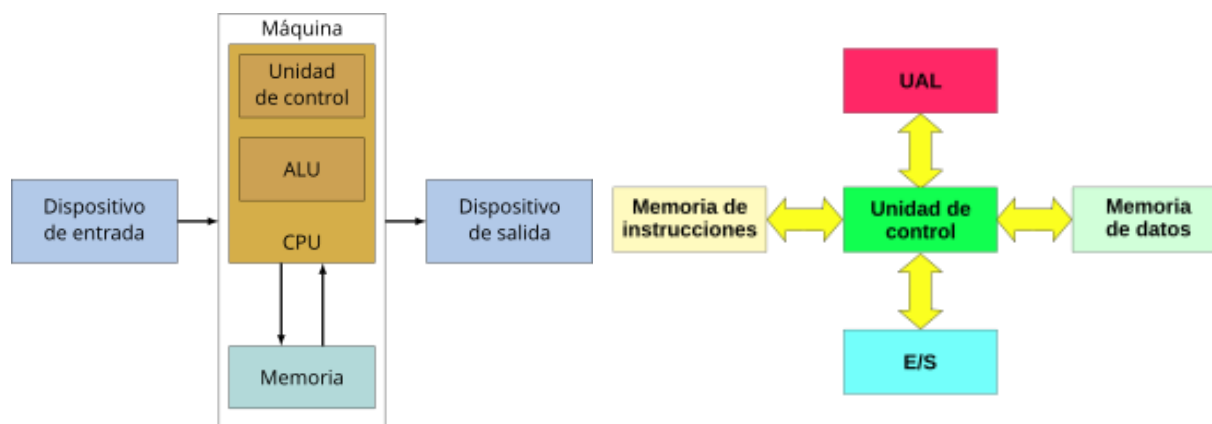 Máquina
Unidad
de control
ALU
CPU
Dispositivo
de entrada
Dispositivo
de salida
Memoria
UAL
Memoria de
instrucciones
Unidad de
control
Memoria
de datos
E/S